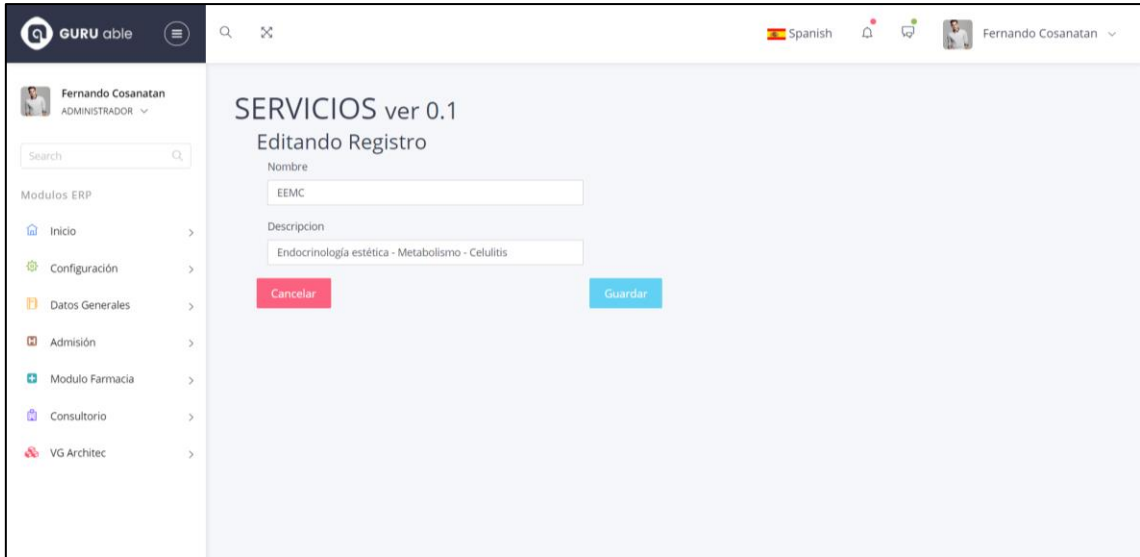 GURU able
Spanish
Fernando Cosanatan
Fernando Cosanatan
ADMINISTRADOR
Search
Modulos ERP
Inicio
Configuración
Datos Generales
Admisión
Modulo Farmacia
Consultorio
VG Architec
SERVICIOS ver 0.1
Editando Registro
Nombre
EEMC
Descripcion
Endocrinología estética - Metabolismo - Celulitis
Cancelar
Guardar